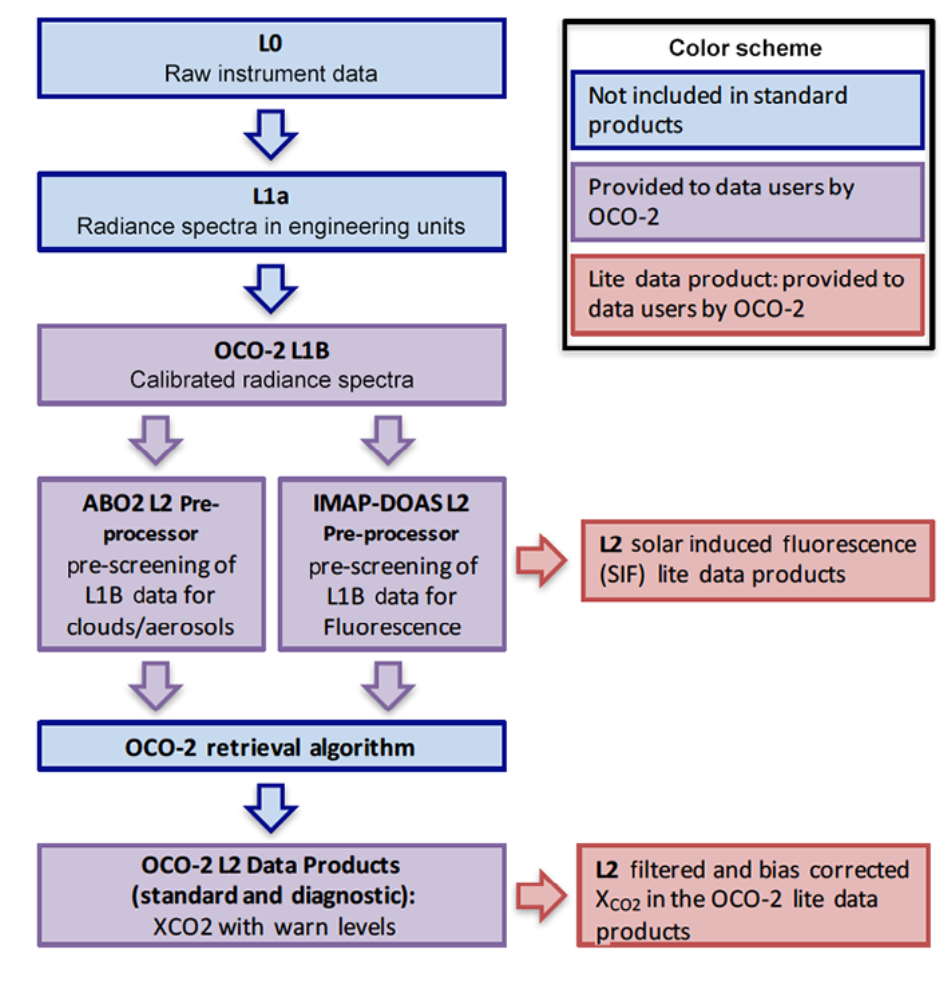 L0
Raw instrument data
L1a
Radiance spectra in engineering units
OCO-2 L1B
Calibrated radiance spectra
ABO2 L2 Pre-
processor
pre-screening of
L1B data for
clouds/aerosols
IMAP-DOAS L2
Pre-processor
pre-screening of
L1B data for
Fluorescence
L2 solar induced fluorescence
(SIF) lite data products
OCO-2 retrieval algorithm
OCO-2 L2 Data Products
(standard and diagnostic):
XCO2 with warn levels
L2 filtered and bias corrected
XCO2 in the OCO-2 lite data
products
Color scheme
Not included in standard
products
Provided to data users by
OCO-2
Lite data product: provided to
data users by OCO-2